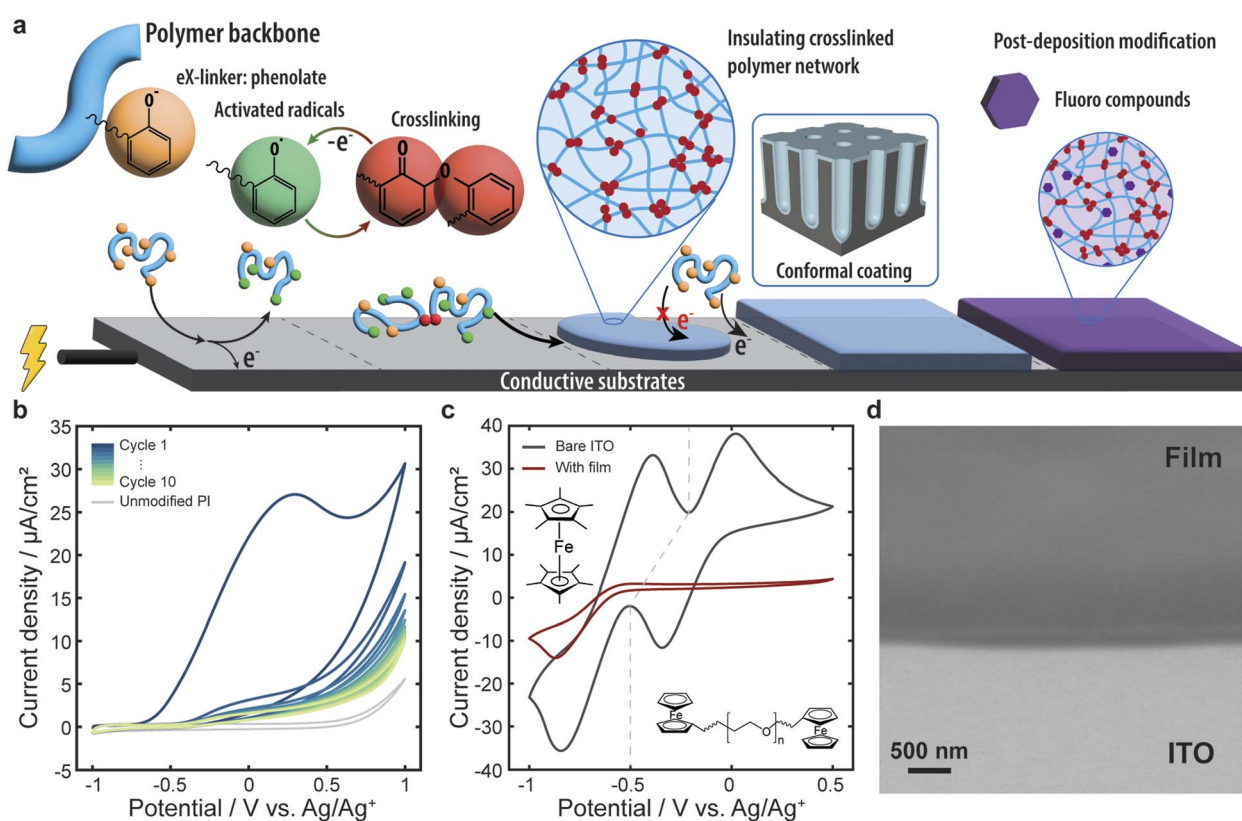 a
Polymer backbone
eX-linker: phenolate
O-
Activated radicals
O·
-e-
Crosslinking
O
O
Insulating crosslinked
polymer network
Conformal coating
Post-deposition modification
Fluoro compounds
e-
x e-
e-
Conductive substrates
b
Current density / µA/cm²
35
30
25
20
15
10
5
0
-5
Cycle 1
⋮
Cycle 10
Unmodified PI
-1
-0.5
0
0.5
1
Potential / V vs. Ag/Ag+
c
Current density / µA/cm²
40
30
20
10
0
-10
-20
-30
-40
Bare ITO
With film
Fe
Fe
O
n
Fe
-1
-0.5
0
0.5
Potential / V vs. Ag/Ag+
d
Film
500 nm
ITO